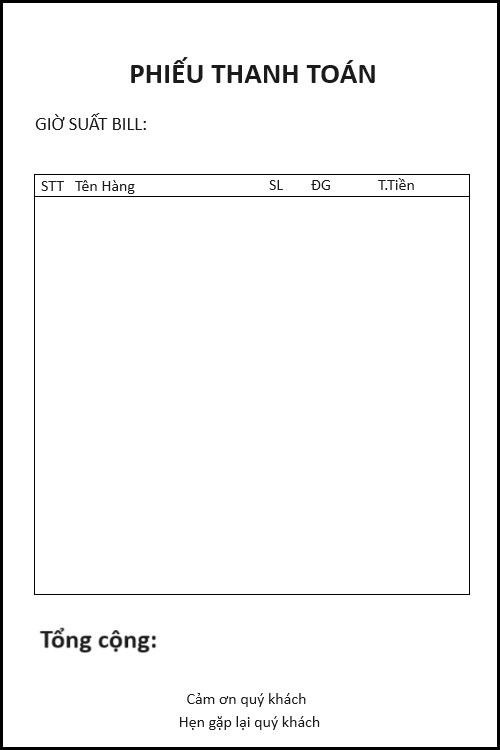 PHIẾU THANH TOÁN
GIỜ SUẤT BILL:
STT Tên Hàng SL ĐG T.Tiền
Tổng cộng:
Cảm ơn quý khách
Hẹn gặp lại quý khách